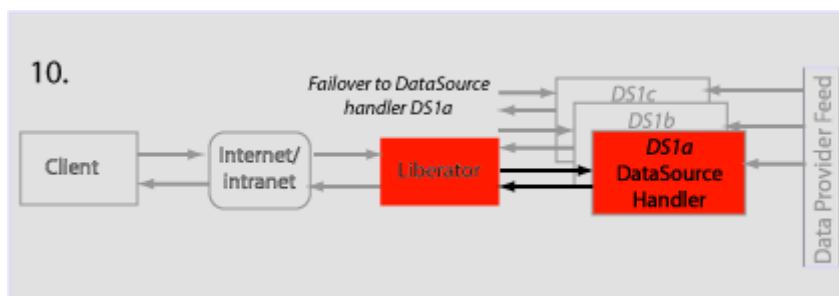 10.
Failover to DataSource
handler DS1a
DS1c
DS1b
DS1a
DataSource
Handler
Client
Internet/
intranet
Liberator
Data Provider Feed